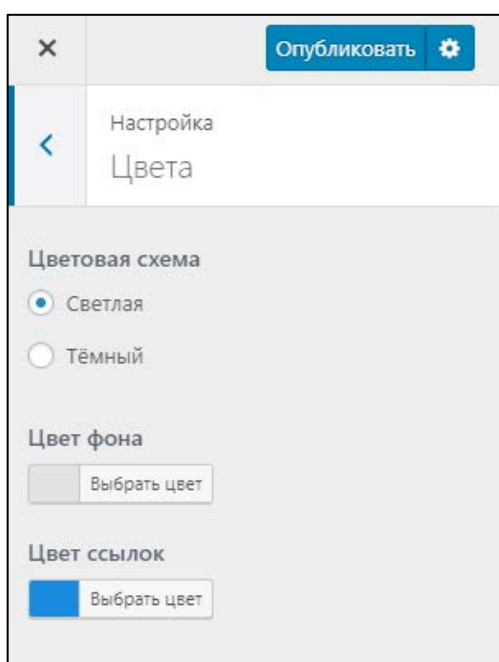 Опубликовать
Настройка
Цвета
Цветовая схема
Светлая
Тёмный
Цвет фона
Выбрать цвет
Цвет ссылок
Выбрать цвет